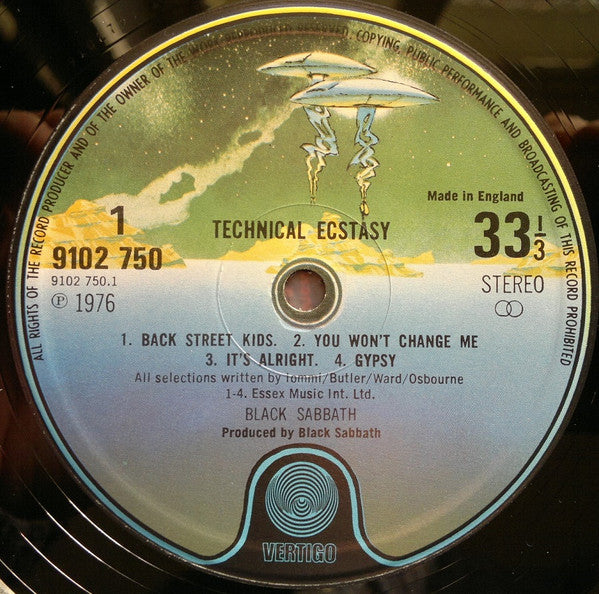 ALL RIGHTS OF THE RECORD PRODUCER AND OF THE OWNER OF THE WORK REPRODUCED RESERVED. COPYING, PUBLIC PERFORMANCE AND BROADCASTING OF THIS RECORD PROHIBITED
Made in England
1
TECHNICAL ECSTASY
33 1/3
9102 750
9102 750.1
STEREO
Ⓟ 1976
1. BACK STREET KIDS. 2. YOU WON'T CHANGE ME
3. IT'S ALRIGHT. 4. GYPSY
All selections written by Iommi/Butler/Ward/Osbourne
1-4. Essex Music Int. Ltd.
BLACK SABBATH
Produced by Black Sabbath
VERTIGO